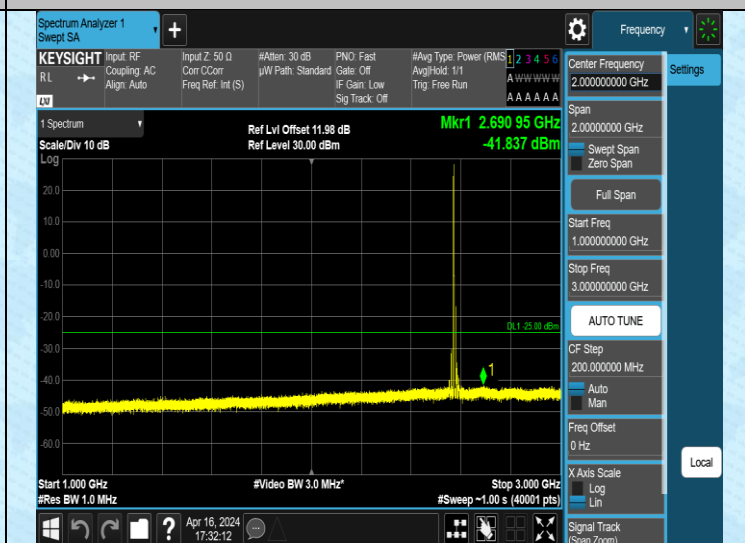 Spectrum Analyzer 1
Swept SA
Frequency
KEYSIGHT
RL
LXI
Input: RF
Coupling: AC
Align: Auto
Input Z: 50 Ω
Corr CCorr
Freq Ref: Int (S)
#Atten: 30 dB
µW Path: Standard
PNO: Fast
Gate: Off
IF Gain: Low
Sig Track: Off
#Avg Type: Power (RMS
Avg|Hold: 1/1
Trig: Free Run
1 2 3 4 5 6
A W W W W W
A A A A A A
1 Spectrum
Scale/Div 10 dB
Log
Ref Lvl Offset 11.98 dB
Ref Level 30.00 dBm
Mkr1 2.690 95 GHz
-41.837 dBm
20.0
10.0
0.00
-10.0
-20.0
DL1 -25.00 dBm
-30.0
-40.0
1
-50.0
-60.0
Start 1.000 GHz
#Res BW 1.0 MHz
#Video BW 3.0 MHz*
Stop 3.000 GHz
#Sweep ~1.00 s (40001 pts)
Center Frequency
2.000000000 GHz
Settings
Span
2.00000000 GHz
Swept Span
Zero Span
Full Span
Start Freq
1.000000000 GHz
Stop Freq
3.000000000 GHz
AUTO TUNE
CF Step
200.000000 MHz
Auto
Man
Freq Offset
0 Hz
X Axis Scale
Log
Lin
Local
Signal Track
(Span Zoom)
?
Apr 16, 2024
17:32:12